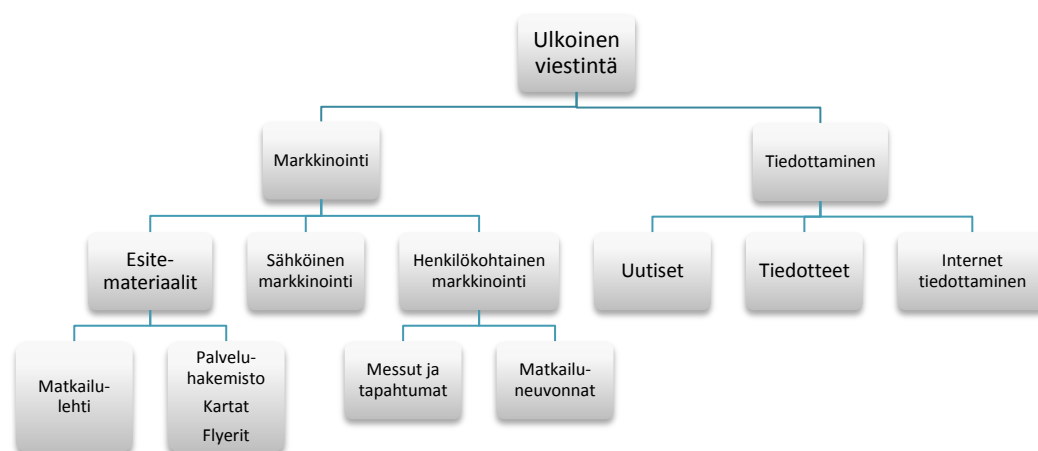 Ulkoinen
viestintä
Markkinointi
Tiedottaminen
Esite-
materiaalit
Sähköinen
markkinointi
Henkilökohtainen
markkinointi
Uutiset
Tiedotteet
Internet
tiedottaminen
Matkailu-
lehti
Palvelu-
hakemisto
Kartat
Flyerit
Messut ja
tapahtumat
Matkailu-
neuvonnat